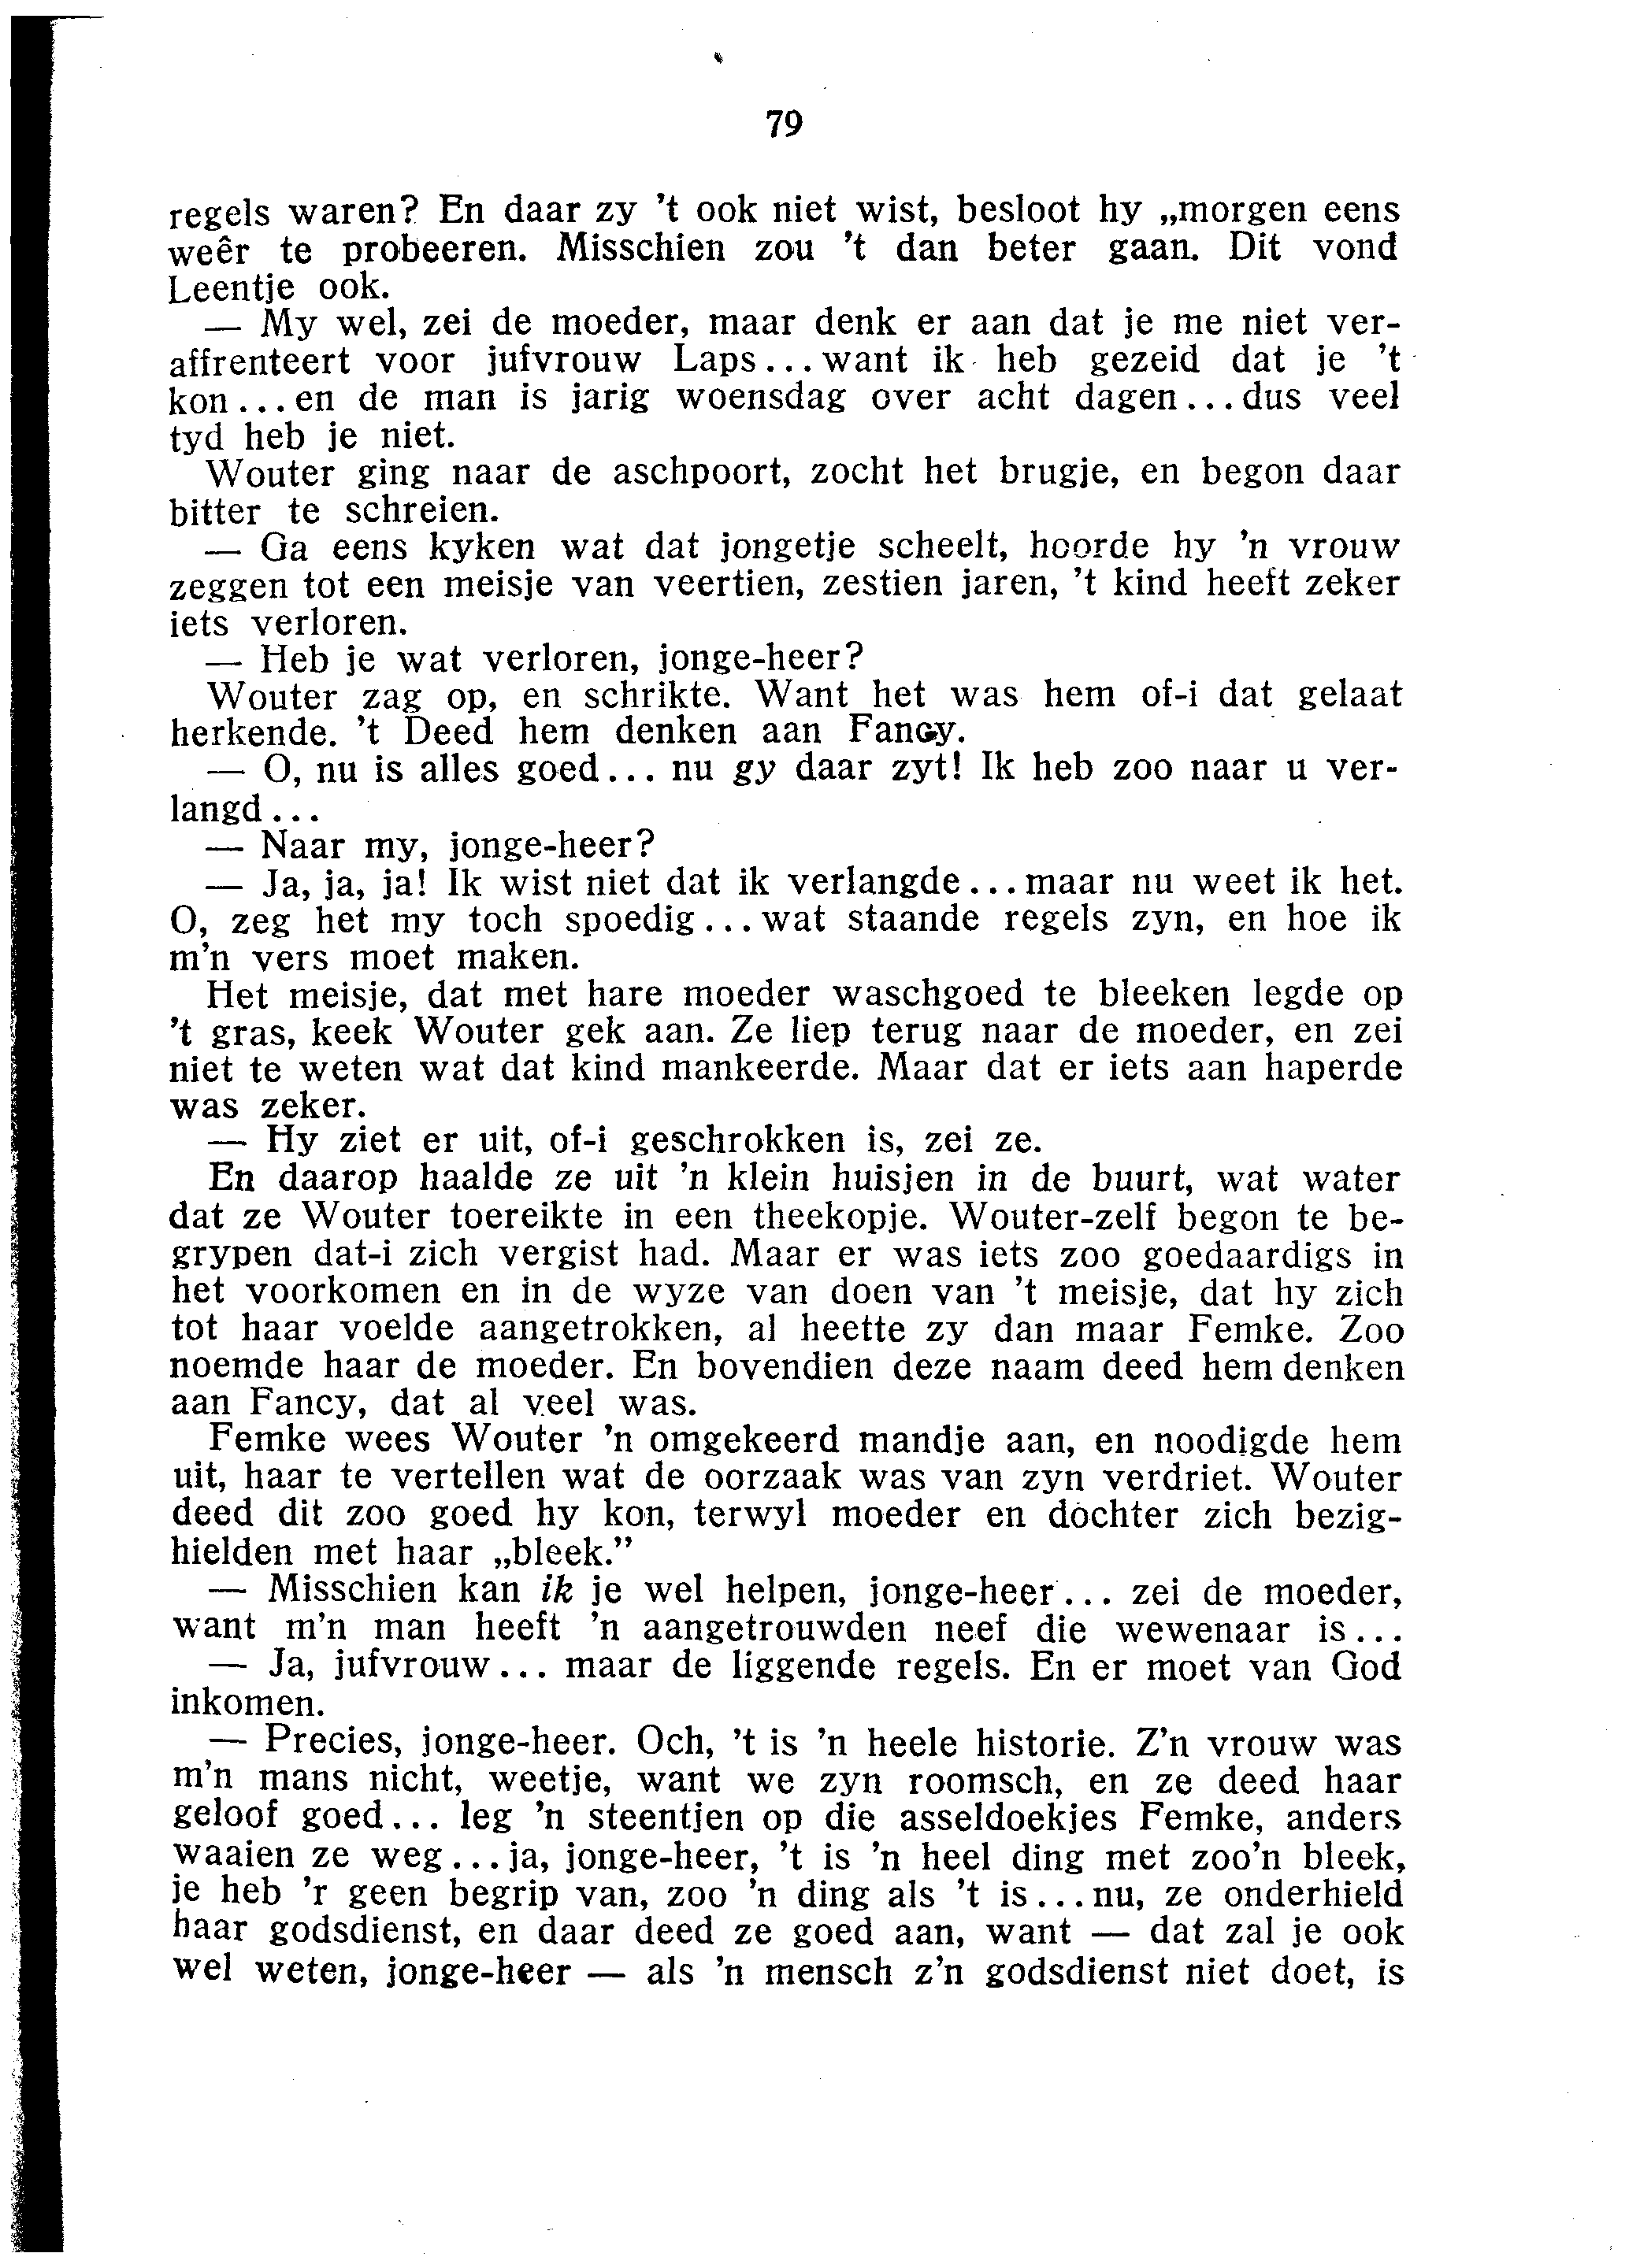 79
regels waren? En daar zy 't ook niet wist, besloot hy „morgen eens
weêr te probeeren. Misschien zou 't dan beter gaan. Dit vond
Leentje ook.
— My wel, zei de moeder, maar denk er aan dat je me niet ver-
affrenteert voor jufvrouw Laps... want ik heb gezeid dat je 't
kon... en de man is jarig woensdag over acht dagen... dus veel
tyd heb je niet.
Wouter ging naar de aschpoort, zocht het brugje, en begon daar
bitter te schreien.
— Ga eens kyken wat dat jongetje scheelt, hoorde hy 'n vrouw
zeggen tot een meisje van veertien, zestien jaren, 't kind heeft zeker
iets verloren.
— Heb je wat verloren, jonge-heer?
Wouter zag op, en schrikte. Want het was hem of-i dat gelaat
herkende. 't Deed hem denken aan Fancy.
— O, nu is alles goed... nu gy daar zyt! Ik heb zoo naar u ver-
langd...
— Naar my, jonge-heer?
— Ja, ja, ja! Ik wist niet dat ik verlangde... maar nu weet ik het.
O, zeg het my toch spoedig... wat staande regels zyn, en hoe ik
m'n vers moet maken.
Het meisje, dat met hare moeder waschgoed te bleeken legde op
't gras, keek Wouter gek aan. Ze liep terug naar de moeder, en zei
niet te weten wat dat kind mankeerde. Maar dat er iets aan haperde
was zeker.
— Hy ziet er uit, of-i geschrokken is, zei ze.
En daarop haalde ze uit 'n klein huisjen in de buurt, wat water
dat ze Wouter toereikte in een theekopje. Wouter-zelf begon te be-
grypen dat-i zich vergist had. Maar er was iets zoo goedaardigs in
het voorkomen en in de wyze van doen van 't meisje, dat hy zich
tot haar voelde aangetrokken, al heette zy dan maar Femke. Zoo
noemde haar de moeder. En bovendien deze naam deed hem denken
aan Fancy, dat al veel was.
Femke wees Wouter 'n omgekeerd mandje aan, en noodigde hem
uit, haar te vertellen wat de oorzaak was van zyn verdriet. Wouter
deed dit zoo goed hy kon, terwyl moeder en dochter zich bezig-
hielden met haar „bleek.”
— Misschien kan ik je wel helpen, jonge-heer... zei de moeder,
want m'n man heeft 'n aangetrouwden neef die wewenaar is...
— Ja, jufvrouw... maar de liggende regels. En er moet van God
inkomen.
— Precies, jonge-heer. Och, 't is 'n heele historie. Z'n vrouw was
m'n mans nicht, weetje, want we zyn roomsch, en ze deed haar
geloof goed... leg 'n steentjen op die asseldoekjes Femke, anders
waaien ze weg... ja, jonge-heer, 't is 'n heel ding met zoo'n bleek,
je heb 'r geen begrip van, zoo 'n ding als 't is... nu, ze onderhield
haar godsdienst, en daar deed ze goed aan, want — dat zal je ook
wel weten, jonge-heer — als 'n mensch z'n godsdienst niet doet, is